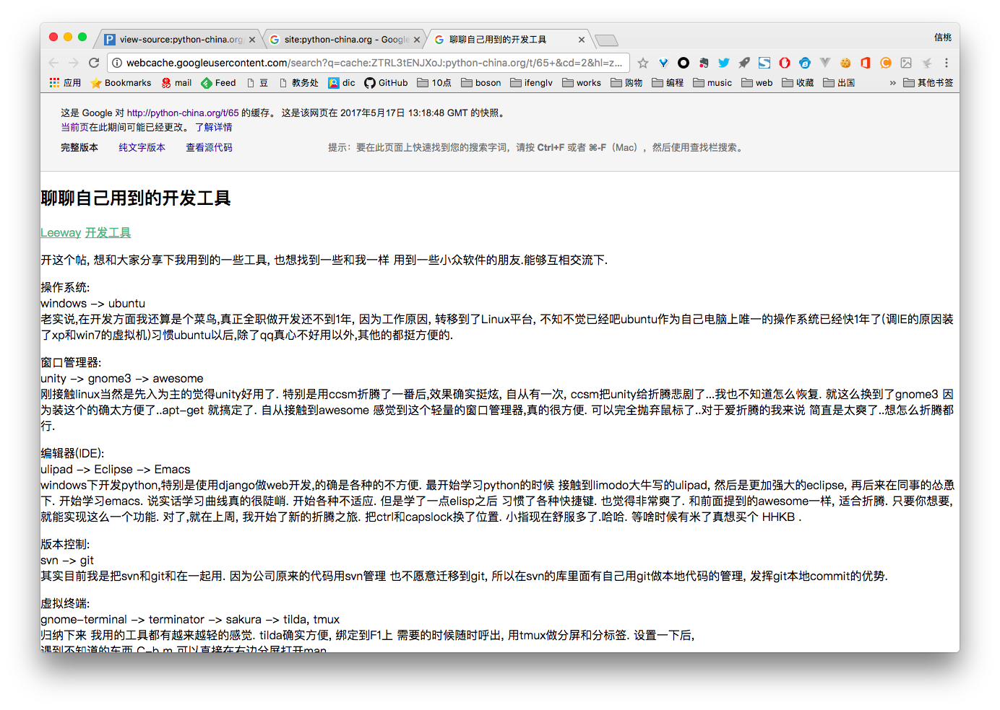 view-source:python-china.org/
site:python-china.org - Google
聊聊自己用到的开发工具
信桃
webcache.googleusercontent.com/search?q=cache:ZTRL3tENJXoJ:python-china.org/t/65+&cd=2&hl=z...
应用 Bookmarks mail Feed 豆 教务处 dic GitHub 10点 boson ifenglv works 购物 编程 music web 收藏 出国 » 其他书签
这是 Google 对 http://python-china.org/t/65 的缓存。 这是该网页在 2017年5月17日 13:18:48 GMT 的快照。
当前页在此期间可能已经更改。 了解详情
完整版本 纯文字版本 查看源代码 提示：要在此页面上快速找到您的搜索字词，请按 Ctrl+F 或者 ⌘-F（Mac），然后使用查找栏搜索。
聊聊自己用到的开发工具
Leeway 开发工具
开这个帖, 想和大家分享下我用到的一些工具, 也想找到一些和我一样 用到一些小众软件的朋友.能够互相交流下.
操作系统:
windows -> ubuntu
老实说,在开发方面我还算是个菜鸟,真正全职做开发还不到1年, 因为工作原因, 转移到了Linux平台, 不知不觉已经吧ubuntu作为自己电脑上唯一的操作系统已经快1年了(调IE的原因装
了xp和win7的虚拟机)习惯ubuntu以后,除了qq真心不好用以外,其他的都挺方便的.
窗口管理器:
unity -> gnome3 -> awesome
刚接触linux当然是先入为主的觉得unity好用了. 特别是用ccsm折腾了一番后,效果确实挺炫, 自从有一次, ccsm把unity给折腾悲剧了...我也不知道怎么恢复. 就这么换到了gnome3 因
为装这个的确太方便了..apt-get 就搞定了. 自从接触到awesome 感觉到这个轻量的窗口管理器,真的很方便. 可以完全抛弃鼠标了..对于爱折腾的我来说 简直是太爽了..想怎么折腾都
行.
编辑器(IDE):
ulipad -> Eclipse -> Emacs
windows下开发python,特别是使用django做web开发,的确是各种的不方便. 最开始学习python的时候 接触到limodo大牛写的ulipad, 然后是更加强大的eclipse, 再后来在同事的怂恿
下. 开始学习emacs. 说实话学习曲线真的很陡峭. 开始各种不适应. 但是学了一点elisp之后 习惯了各种快捷键. 也觉得非常爽了. 和前面提到的awesome一样, 适合折腾. 只要你想要,
就能实现这么一个功能. 对了,就在上周, 我开始了新的折腾之旅. 把ctrl和capslock换了位置. 小指现在舒服多了.哈哈. 等啥时候有米了真想买个 HHKB .
版本控制:
svn -> git
其实目前我是把svn和git和在一起用. 因为公司原来的代码用svn管理 也不愿意迁移到git, 所以在svn的库里面有自己用git做本地代码的管理, 发挥git本地commit的优势.
虚拟终端:
gnome-terminal -> terminator -> sakura -> tilda, tmux
归纳下来 我用的工具都有越来越轻的感觉. tilda确实方便, 绑定到F1上 需要的时候随时呼出, 用tmux做分屏和分标签. 设置一下后,
遇到不知道的东西 C-b m 可以直接在右边分屏打开man